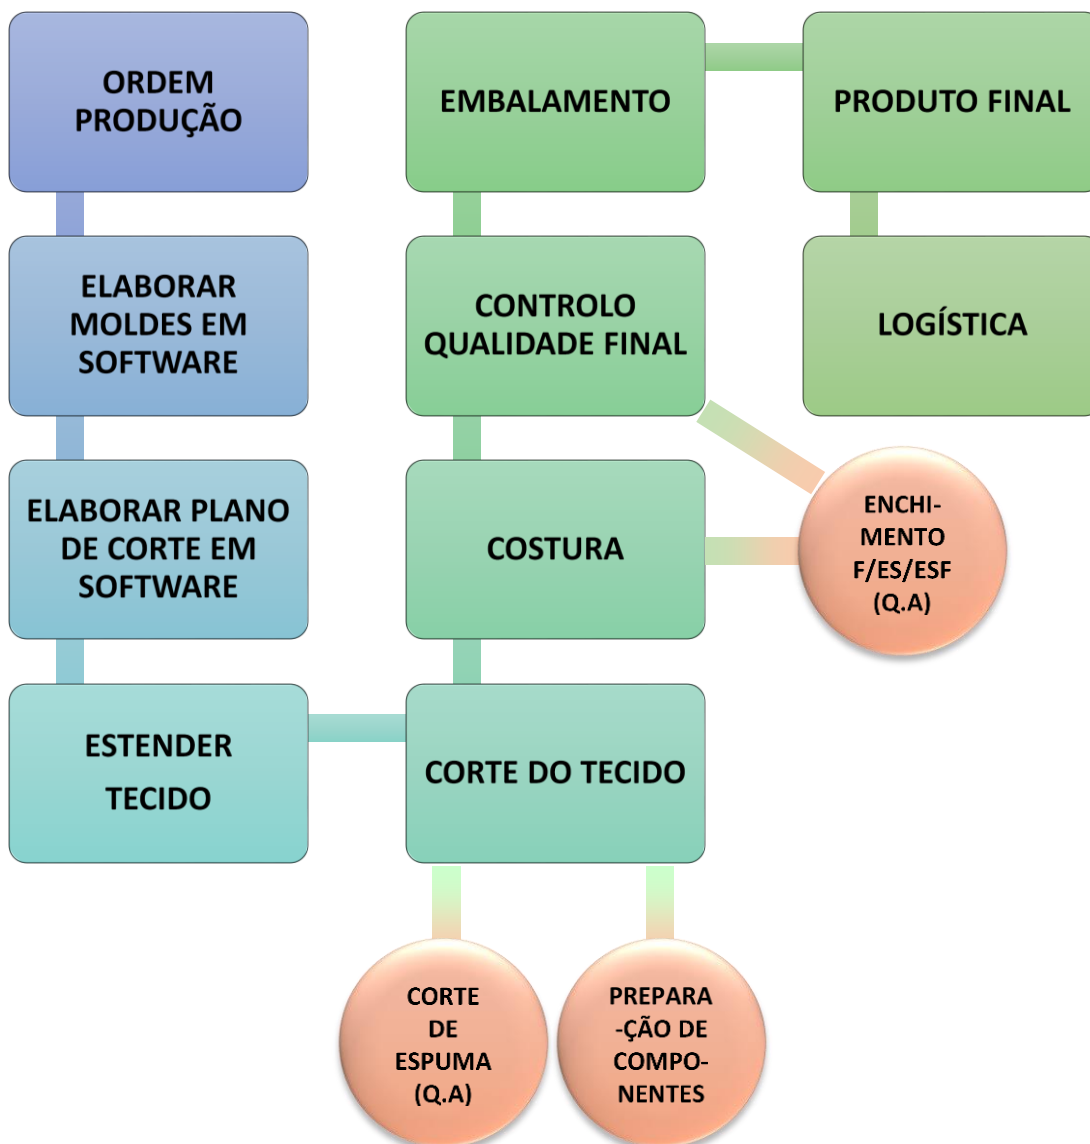 ORDEM
PRODUÇÃO
ELABORAR
MOLDES EM
SOFTWARE
ELABORAR PLANO
DE CORTE EM
SOFTWARE
ESTENDER
TECIDO
CORTE DO TECIDO
CORTE
DE
ESPUMA
(Q.A)
PREPARA
-ÇÃO DE
COMPO-
NENTES
COSTURA
ENCHI-
MENTO
F/ES/ESF
(Q.A)
CONTROLO
QUALIDADE FINAL
EMBALAMENTO
PRODUTO FINAL
LOGÍSTICA